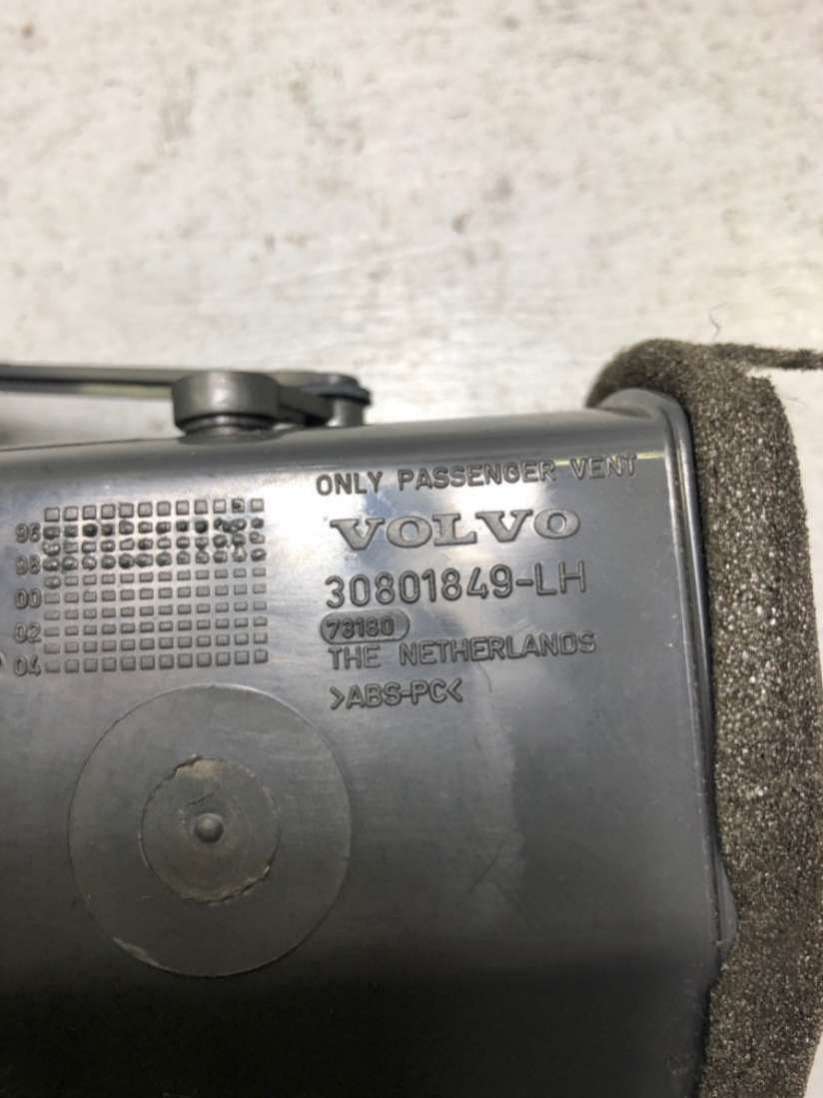 ONLY PASSENGER VENT
VOLVO
30801849-LH
73180
THE NETHERLANDS
>ABS-PC<
96
98
00
02
04